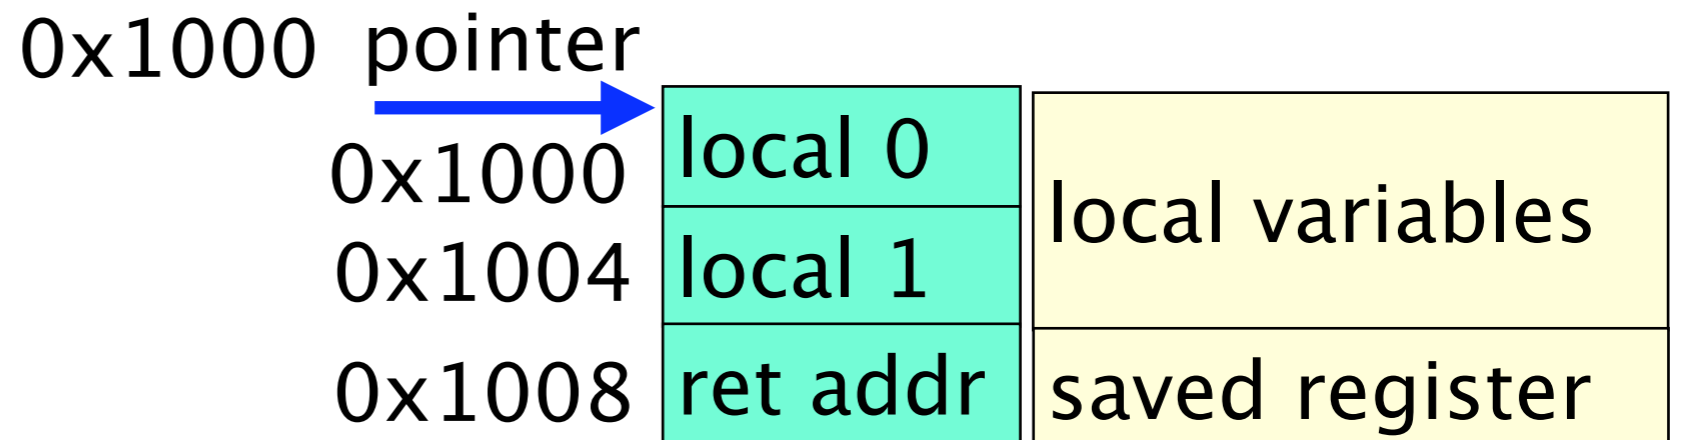 0x1000 pointer
0x1000 local 0
local variables
0x1004 local 1
0x1008 ret addr saved register